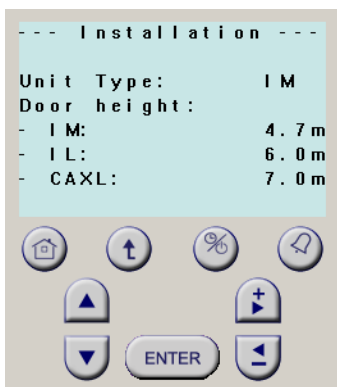 --- Installation ---
Unit Type: IM
Door height:
- IM: 4.7m
- IL: 6.0m
- CAXL: 7.0m
ENTER